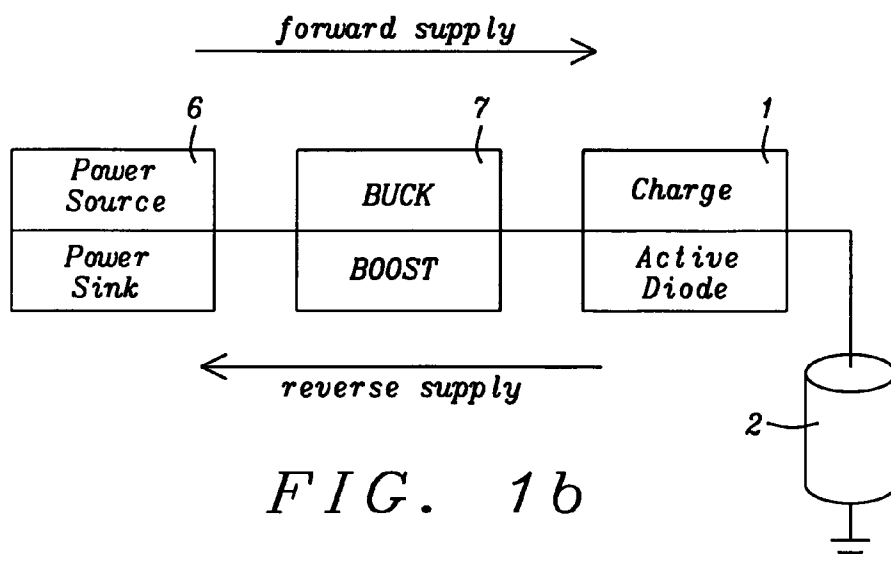 forward supply
6
7
1
Power
Source
BUCK
Charge
Power
Sink
BOOST
Active
Diode
reverse supply
2
FIG. 1b